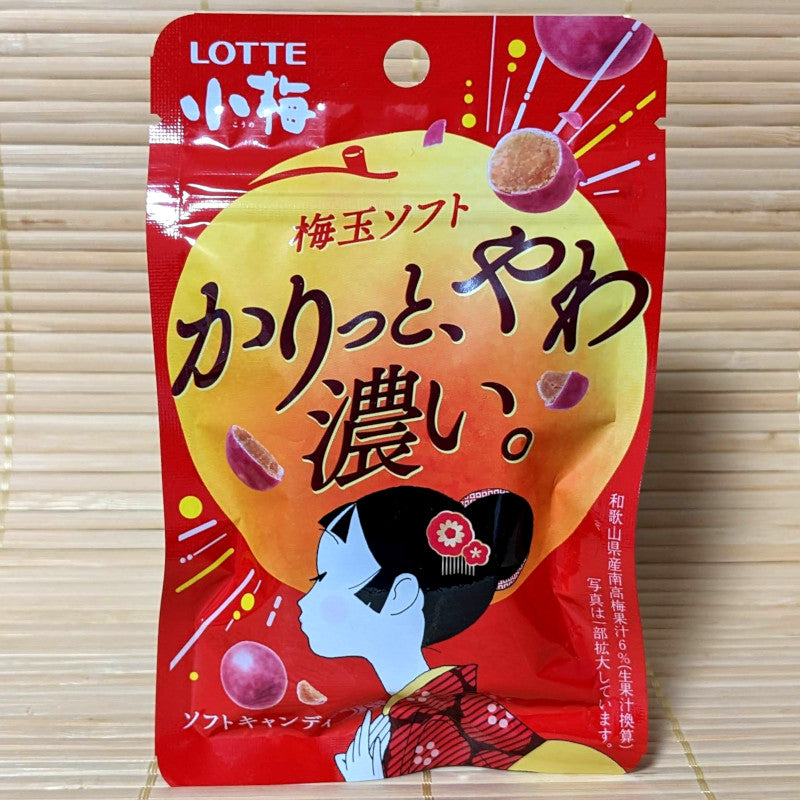 LOTTE
小梅
こうめ
梅玉ソフト
かりっと、やわ
濃い。
和歌山県産南高梅果汁6%(生果汁換算)
写真は一部拡大しています。
ソフトキャンディ